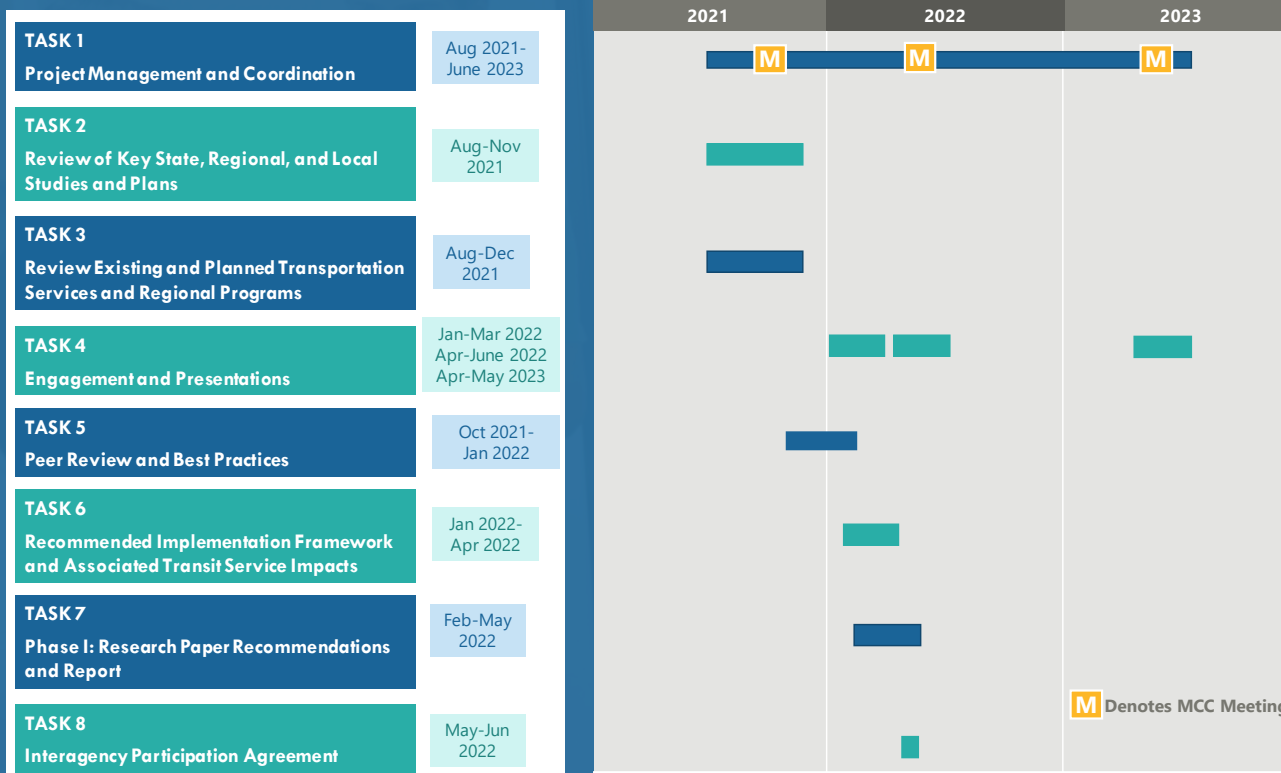 2021
2022
2023
TASK 1
Project Management and Coordination
Aug 2021-
June 2023
M
M
M
TASK 2
Review of Key State, Regional, and Local
Studies and Plans
Aug-Nov
2021
TASK 3
Review Existing and Planned Transportation
Services and Regional Programs
Aug-Dec
2021
TASK 4
Engagement and Presentations
Jan-Mar 2022
Apr-June 2022
Apr-May 2023
TASK 5
Peer Review and Best Practices
Oct 2021-
Jan 2022
TASK 6
Recommended Implementation Framework
and Associated Transit Service Impacts
Jan 2022-
Apr 2022
TASK 7
Phase I: Research Paper Recommendations
and Report
Feb-May
2022
M Denotes MCC Meeting
TASK 8
Interagency Participation Agreement
May-Jun
2022